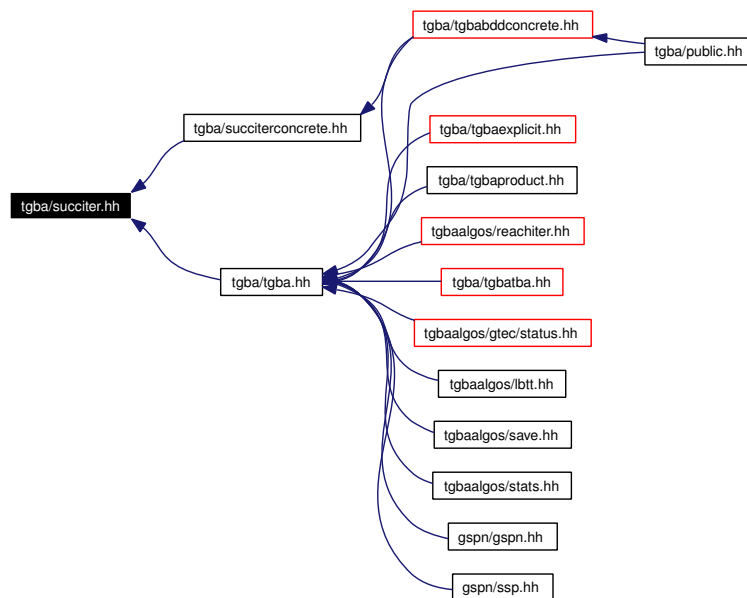 tgba/tgbabddconcrete.hh
tgba/public.hh
tgba/succiterconcrete.hh
tgba/tgbaexplicit.hh
tgba/tgbaproduct.hh
tgba/succiter.hh
tgbaalgos/reachiter.hh
tgba/tgba.hh
tgba/tgbatba.hh
tgbaalgos/gtec/status.hh
tgbaalgos/lbtt.hh
tgbaalgos/save.hh
tgbaalgos/stats.hh
gspn/gspn.hh
gspn/ssp.hh